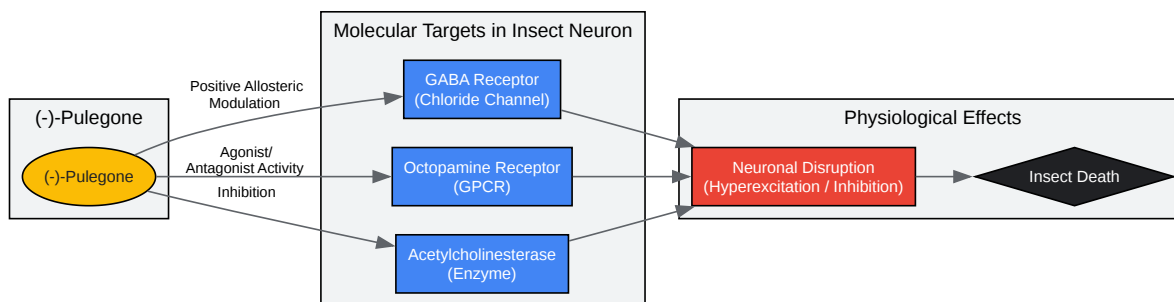 (-)-Pulegone
(-)-Pulegone
Positive Allosteric
Modulation
Agonist/
Antagonist Activity
Inhibition
Molecular Targets in Insect Neuron
GABA Receptor
(Chloride Channel)
Octopamine Receptor
(GPCR)
Acetylcholinesterase
(Enzyme)
Physiological Effects
Neuronal Disruption
(Hyperexcitation / Inhibition)
Insect Death